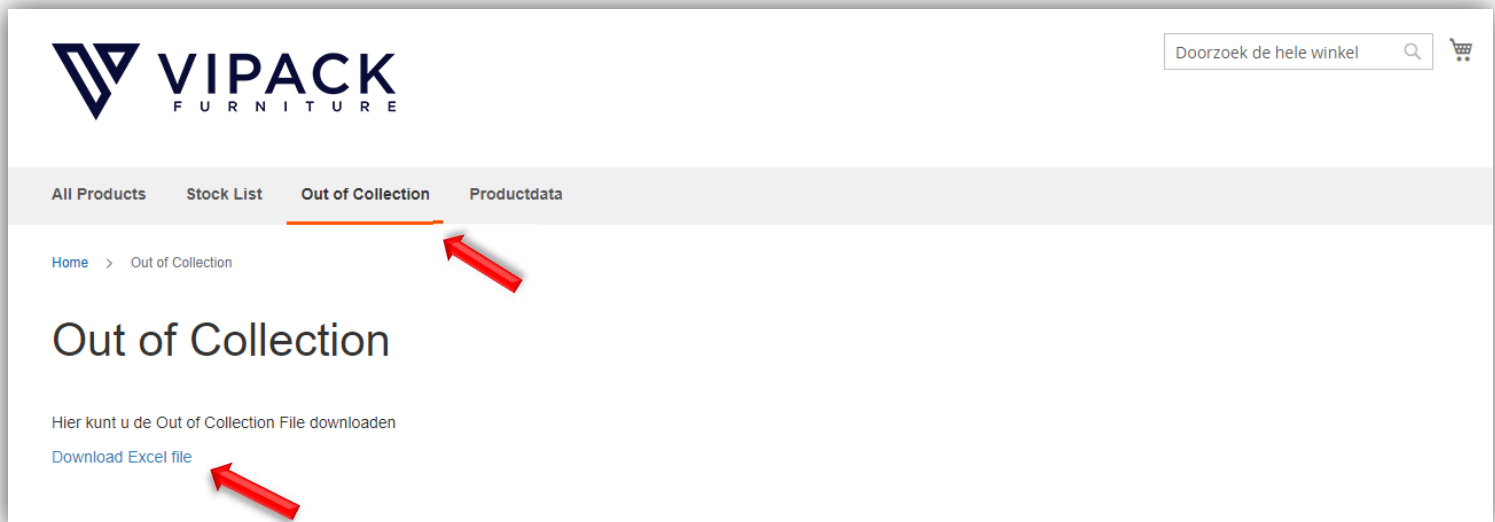 VIPACK
FURNITURE
Doorzoek de hele winkel
All Products Stock List Out of Collection Productdata
Home > Out of Collection
Out of Collection
Hier kunt u de Out of Collection File downloaden
Download Excel file